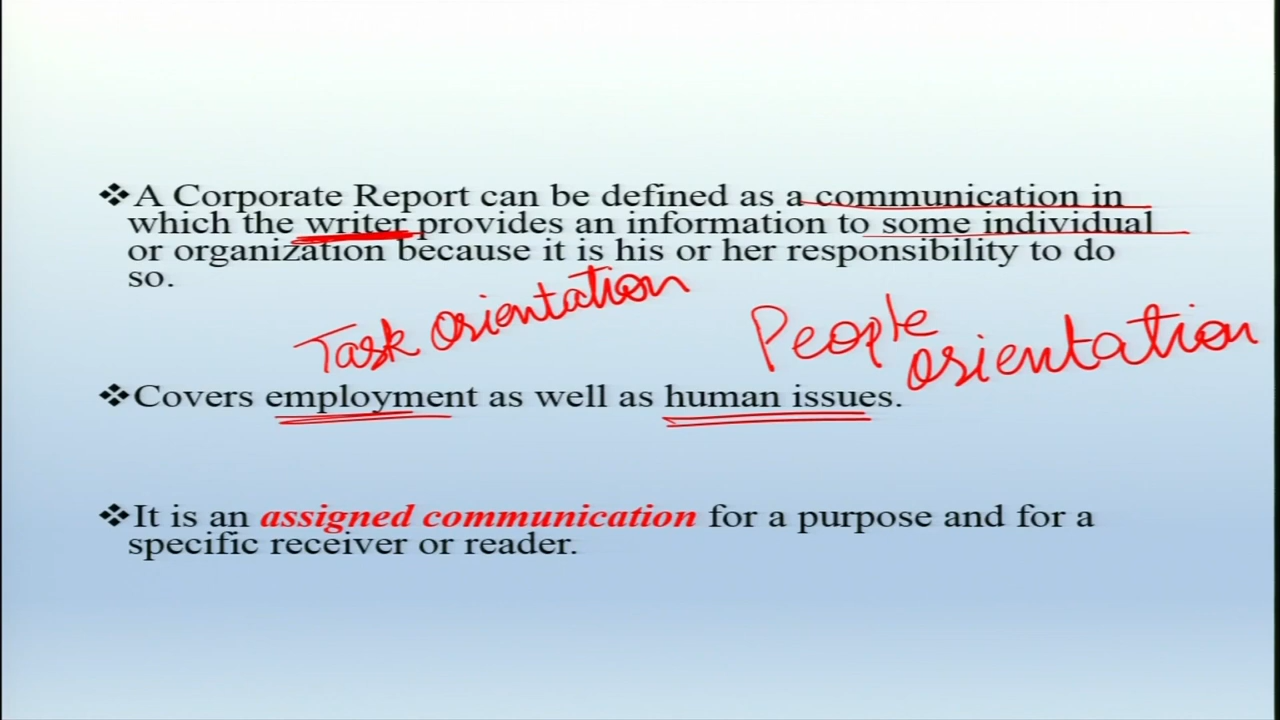 ❖A Corporate Report can be defined as a communication in
which the writer provides an information to some individual
or organization because it is his or her responsibility to do
so.
Task orientation
People
orientation
❖Covers employment as well as human issues.
❖It is an assigned communication for a purpose and for a
specific receiver or reader.